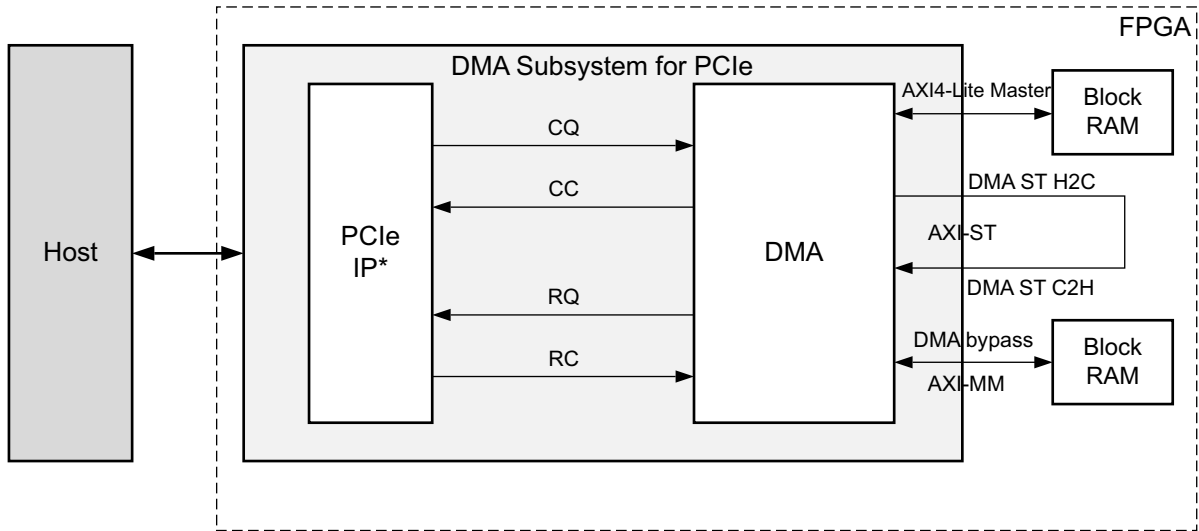 FPGA
DMA Subsystem for PCIe
Host
PCIe
IP*
CQ
CC
RQ
RC
DMA
AXI4-Lite Master
Block
RAM
DMA ST H2C
AXI-ST
DMA ST C2H
DMA bypass
AXI-MM
Block
RAM